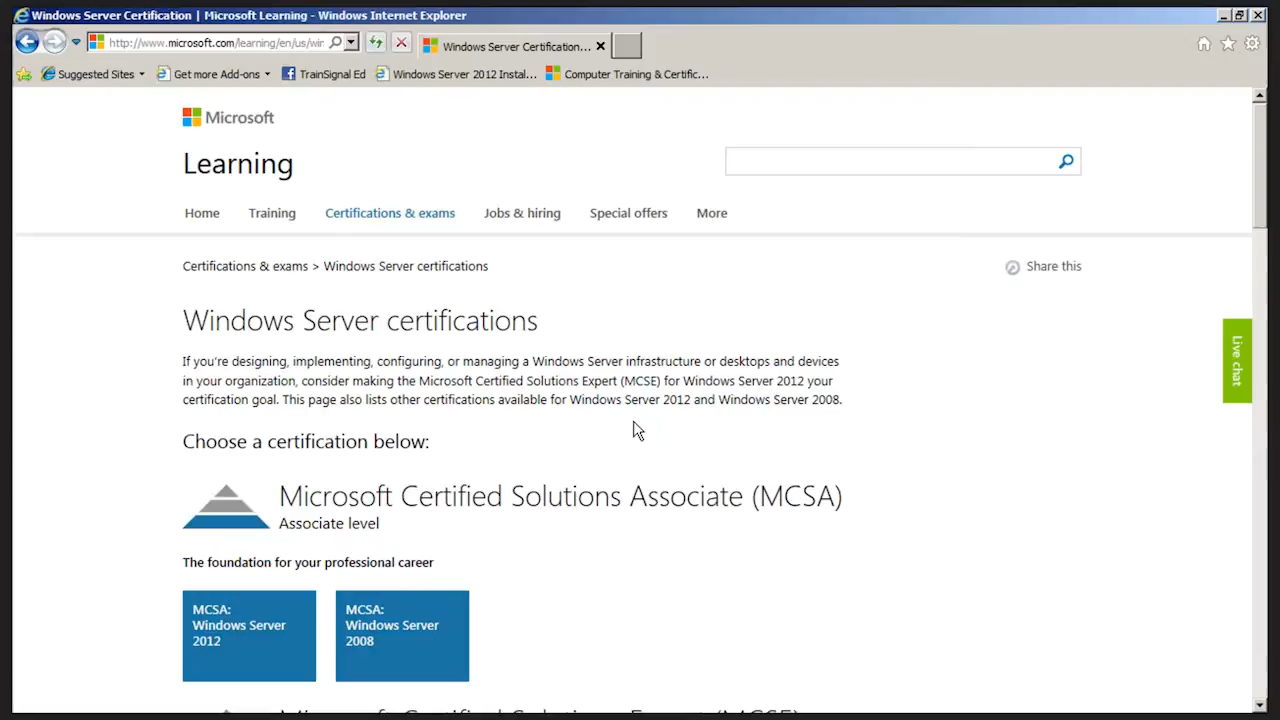 Windows Server Certification | Microsoft Learning - Windows Internet Explorer
http://www.microsoft.com/learning/en/us/wir
Windows Server Certification...
Suggested Sites
Get more Add-ons
TrainSignal Ed
Windows Server 2012 Instal...
Computer Training & Certific...
Microsoft
Learning
Home
Training
Certifications & exams
Jobs & hiring
Special offers
More
Certifications & exams > Windows Server certifications
Share this
Windows Server certifications
If you're designing, implementing, configuring, or managing a Windows Server infrastructure or desktops and devices
in your organization, consider making the Microsoft Certified Solutions Expert (MCSE) for Windows Server 2012 your
certification goal. This page also lists other certifications available for Windows Server 2012 and Windows Server 2008.
Live chat
Choose a certification below:
Microsoft Certified Solutions Associate (MCSA)
Associate level
The foundation for your professional career
MCSA:
Windows Server
2012
MCSA:
Windows Server
2008
Microsoft Certified Solutions Expert (MCSE)